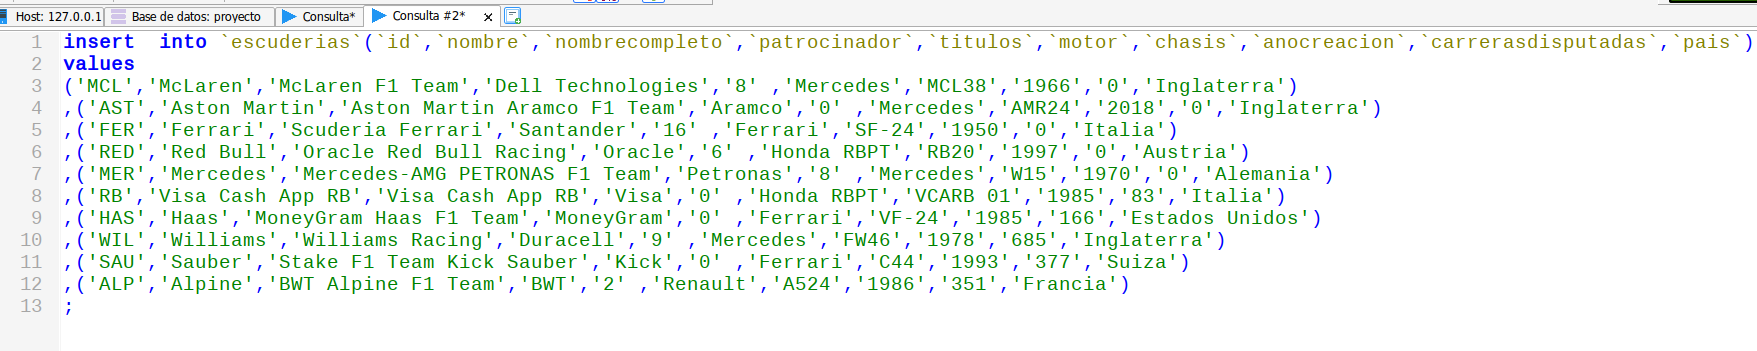 Host: 127.0.0.1 Base de datos: proyecto Consulta* Consulta #2*
1 insert  into `escuderias`(`id`,`nombre`,`nombrecompleto`,`patrocinador`,`titulos`,`motor`,`chasis`,`anocreacion`,`carrerasdisputadas`,`pais`)
2 values
3 ('MCL','McLaren','McLaren F1 Team','Dell Technologies','8' ,'Mercedes','MCL38','1966','0','Inglaterra')
4 ,('AST','Aston Martin','Aston Martin Aramco F1 Team','Aramco','0' ,'Mercedes','AMR24','2018','0','Inglaterra')
5 ,('FER','Ferrari','Scuderia Ferrari','Santander','16' ,'Ferrari','SF-24','1950','0','Italia')
6 ,('RED','Red Bull','Oracle Red Bull Racing','Oracle','6' ,'Honda RBPT','RB20','1997','0','Austria')
7 ,('MER','Mercedes','Mercedes-AMG PETRONAS F1 Team','Petronas','8' ,'Mercedes','W15','1970','0','Alemania')
8 ,('RB','Visa Cash App RB','Visa Cash App RB','Visa','0' ,'Honda RBPT','VCARB 01','1985','83','Italia')
9 ,('HAS','Haas','MoneyGram Haas F1 Team','MoneyGram','0' ,'Ferrari','VF-24','1985','166','Estados Unidos')
10 ,('WIL','Williams','Williams Racing','Duracell','9' ,'Mercedes','FW46','1978','685','Inglaterra')
11 ,('SAU','Sauber','Stake F1 Team Kick Sauber','Kick','0' ,'Ferrari','C44','1993','377','Suiza')
12 ,('ALP','Alpine','BWT Alpine F1 Team','BWT','2' ,'Renault','A524','1986','351','Francia')
13 ;